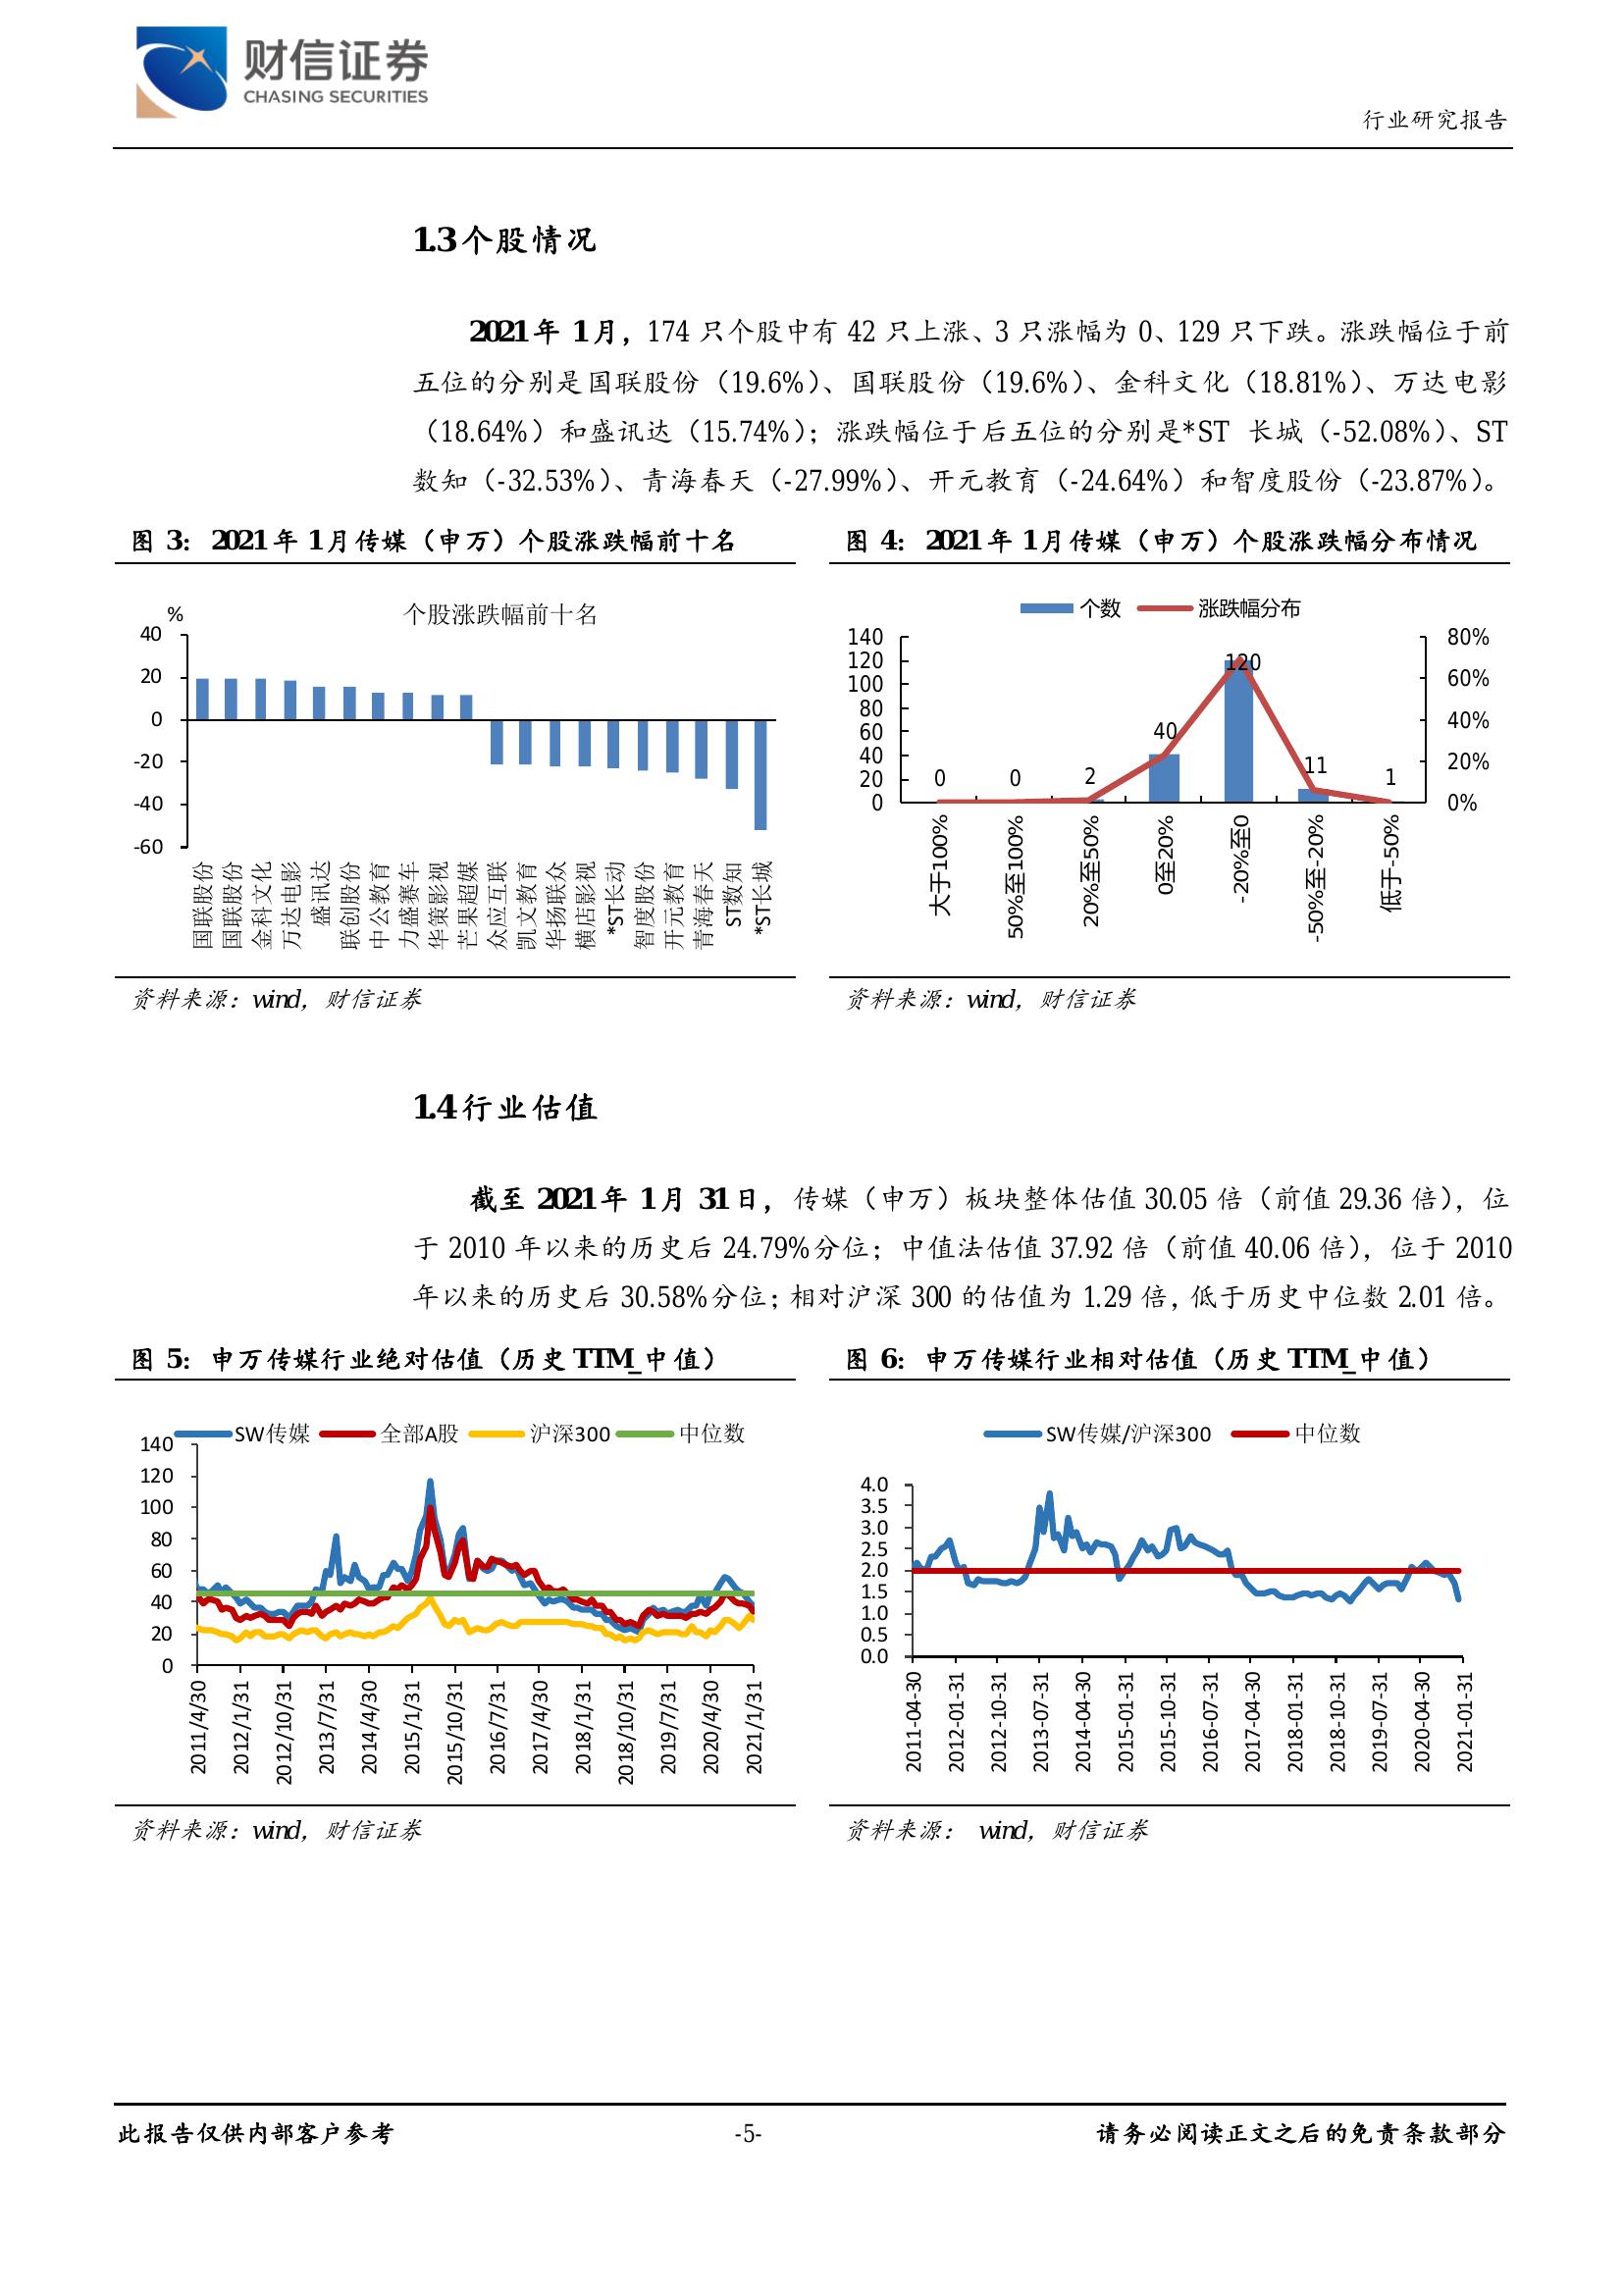 财信证券
CHASING SECURITIES
行业研究报告
1.3 个股情况
2021 年 1 月，174 只个股中有 42 只上涨、3 只涨幅为 0、129 只下跌。涨跌幅位于前
五位的分别是国联股份（19.6%）、国联股份（19.6%）、金科文化（18.81%）、万达电影
（18.64%）和盛讯达（15.74%）；涨跌幅位于后五位的分别是*ST 长城（-52.08%）、ST
数知（-32.53%）、青海春天（-27.99%）、开元教育（-24.64%）和智度股份（-23.87%）。
图 3： 2021 年 1 月传媒（申万）个股涨跌幅前十名
%
个股涨跌幅前十名
40
20
0
-20
-40
-60
国联股份
国联股份
金科文化
万达电影
盛讯达
联创股份
中公教育
力盛赛车
华策影视
芒果超媒
众应互联
凯文教育
华扬联众
横店影视
*ST长动
智度股份
开元教育
青海春天
ST数知
*ST长城
资料来源：wind，财信证券
图 4： 2021 年 1 月传媒（申万）个股涨跌幅分布情况
个数 涨跌幅分布
140
120
100
80
60
40
20
0
80%
60%
40%
20%
0%
0
0
2
40
120
11
1
大于100%
50%至100%
20%至50%
0至20%
-20%至0
-50%至-20%
低于-50%
资料来源：wind，财信证券
1.4 行业估值
截至 2021 年 1 月 31 日，传媒（申万）板块整体估值 30.05 倍（前值 29.36 倍），位
于 2010 年以来的历史后 24.79%分位；中值法估值 37.92 倍（前值 40.06 倍），位于 2010
年以来的历史后 30.58%分位；相对沪深 300 的估值为 1.29 倍，低于历史中位数 2.01 倍。
图 5： 申万传媒行业绝对估值（历史 TTM_中值）
SW传媒 全部A股 沪深300 中位数
140
120
100
80
60
40
20
0
2011/4/30
2012/1/31
2012/10/31
2013/7/31
2014/4/30
2015/1/31
2015/10/31
2016/7/31
2017/4/30
2018/1/31
2018/10/31
2019/7/31
2020/4/30
2021/1/31
资料来源：wind，财信证券
图 6： 申万传媒行业相对估值（历史 TTM_中值）
SW传媒/沪深300 中位数
4.0
3.5
3.0
2.5
2.0
1.5
1.0
0.5
0.0
2011-04-30
2012-01-31
2012-10-31
2013-07-31
2014-04-30
2015-01-31
2015-10-31
2016-07-31
2017-04-30
2018-01-31
2018-10-31
2019-07-31
2020-04-30
2021-01-31
资料来源： wind，财信证券
此报告仅供内部客户参考
-5-
请务必阅读正文之后的免责条款部分